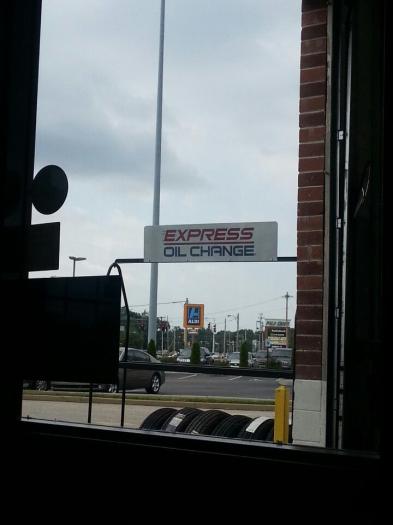 EXPRESS
OIL CHANGE
ALDI